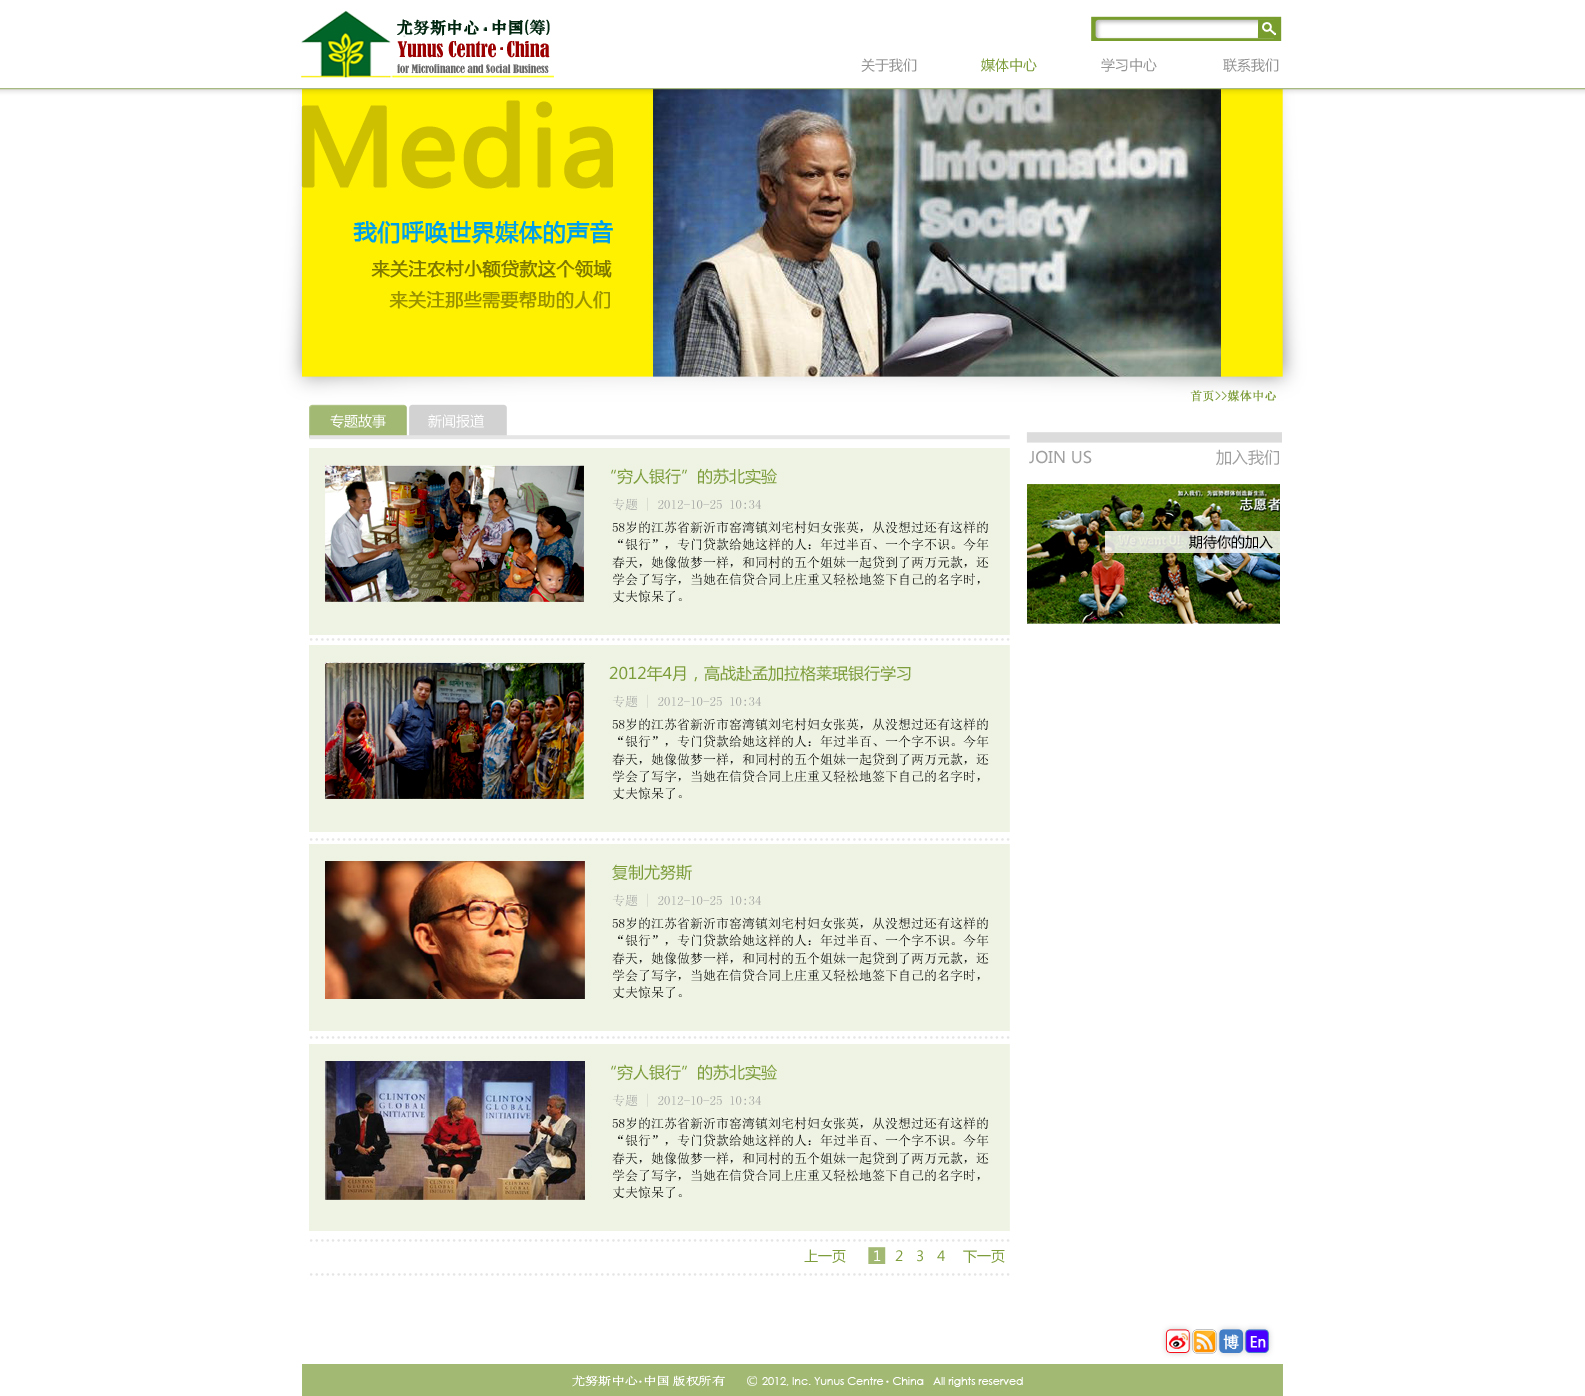 尤努斯中心·中国(筹)
Yunus Centre·China
for Microfinance and Social Business
关于我们
媒体中心
学习中心
联系我们
Media
我们呼唤世界媒体的声音
来关注农村小额贷款这个领域
来关注那些需要帮助的人们
World
Information
Society
Award
首页>>媒体中心
专题故事
新闻报道
“穷人银行”的苏北实验
专题 | 2012-10-25 10:34
58岁的江苏省新沂市窑湾镇刘宅村妇女张英，从没想过还有这样的
“银行”，专门贷款给她这样的人：年过半百、一个字不识。今年
春天，她像做梦一样，和同村的五个姐妹一起贷到了两万元款，还
学会了写字，当她在信贷合同上庄重又轻松地签下自己的名字时，
丈夫惊呆了。
2012年4月，高战赴孟加拉格莱珉银行学习
专题 | 2012-10-25 10:34
58岁的江苏省新沂市窑湾镇刘宅村妇女张英，从没想过还有这样的
“银行”，专门贷款给她这样的人：年过半百、一个字不识。今年
春天，她像做梦一样，和同村的五个姐妹一起贷到了两万元款，还
学会了写字，当她在信贷合同上庄重又轻松地签下自己的名字时，
丈夫惊呆了。
复制尤努斯
专题 | 2012-10-25 10:34
58岁的江苏省新沂市窑湾镇刘宅村妇女张英，从没想过还有这样的
“银行”，专门贷款给她这样的人：年过半百、一个字不识。今年
春天，她像做梦一样，和同村的五个姐妹一起贷到了两万元款，还
学会了写字，当她在信贷合同上庄重又轻松地签下自己的名字时，
丈夫惊呆了。
CLINTON
GLOBAL
INITIATIVE
CLINTON
GLOBAL
INITIATIVE
“穷人银行”的苏北实验
专题 | 2012-10-25 10:34
58岁的江苏省新沂市窑湾镇刘宅村妇女张英，从没想过还有这样的
“银行”，专门贷款给她这样的人：年过半百、一个字不识。今年
春天，她像做梦一样，和同村的五个姐妹一起贷到了两万元款，还
学会了写字，当她在信贷合同上庄重又轻松地签下自己的名字时，
丈夫惊呆了。
上一页 1 2 3 4 下一页
JOIN US 加入我们
加入我们，为弱势群体创造新生活。
志愿者
We want U
期待你的加入
博
En
尤努斯中心·中国 版权所有 © 2012, Inc. Yunus Centre·China All rights reserved